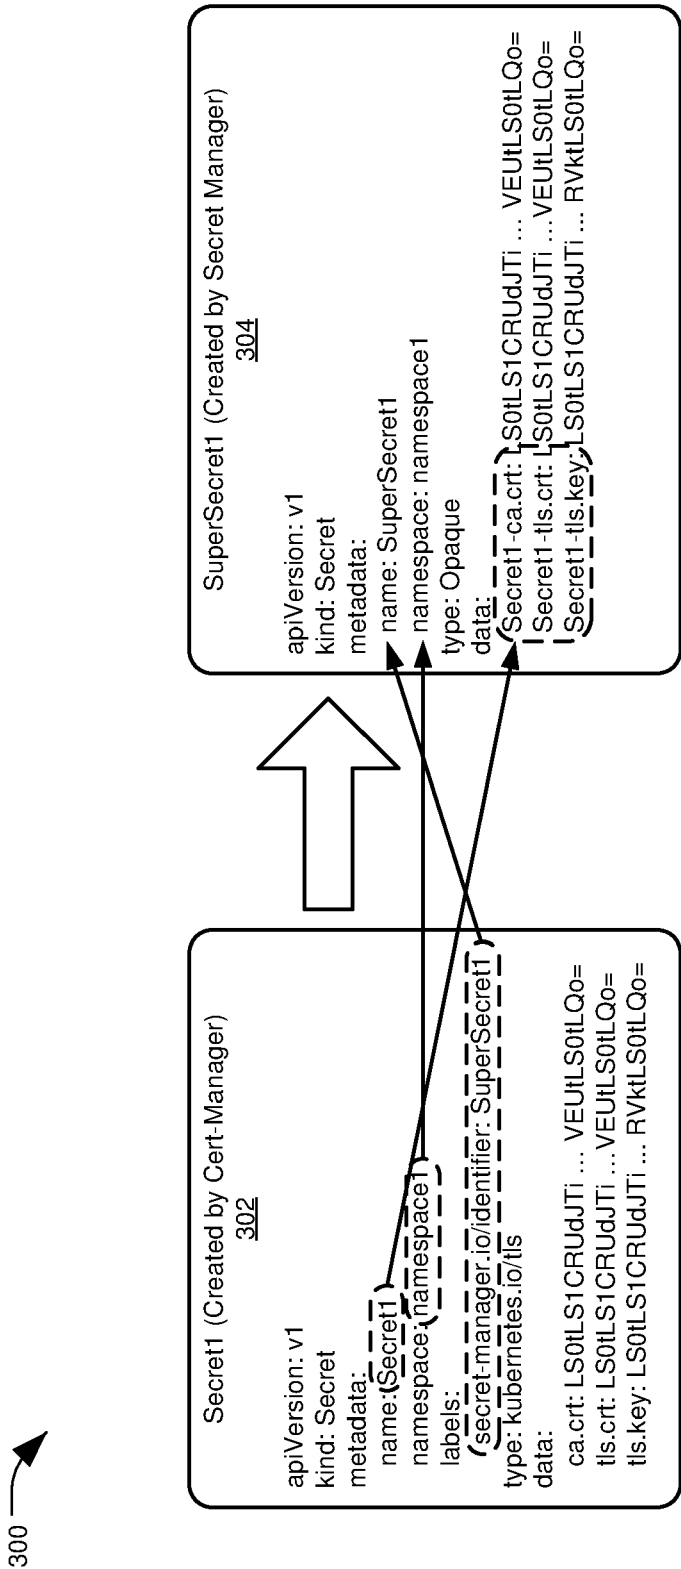 300
Secret1 (Created by Cert-Manager)
302
apiVersion: v1
kind: Secret
metadata:
name: Secret1
namespace: namespace1
labels:
secret-manager.io/identifier: SuperSecret1
type: kubernetes.io/tls
data:
ca.crt: LS0tLS1CRUdJTi ... VEUtLS0tLQo=
tls.crt: LS0tLS1CRUdJTi ...VEUtLS0tLQo=
tls.key: LS0tLS1CRUdJTi ... RVktLS0tLQo=
SuperSecret1 (Created by Secret Manager)
304
apiVersion: v1
kind: Secret
metadata:
name: SuperSecret1
namespace: namespace1
type: Opaque
data:
Secret1-ca.crt: LS0tLS1CRUdJTi ... VEUtLS0tLQo=
Secret1-tls.crt: LS0tLS1CRUdJTi ...VEUtLS0tLQo=
Secret1-tls.key: LS0tLS1CRUdJTi ... RVktLS0tLQo=